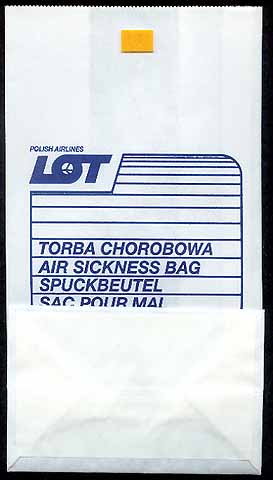 POLISH AIRLINES
LOT
TORBA CHOROBOWA
AIR SICKNESS BAG
SPUCKBEUTEL
SAC POUR MAL